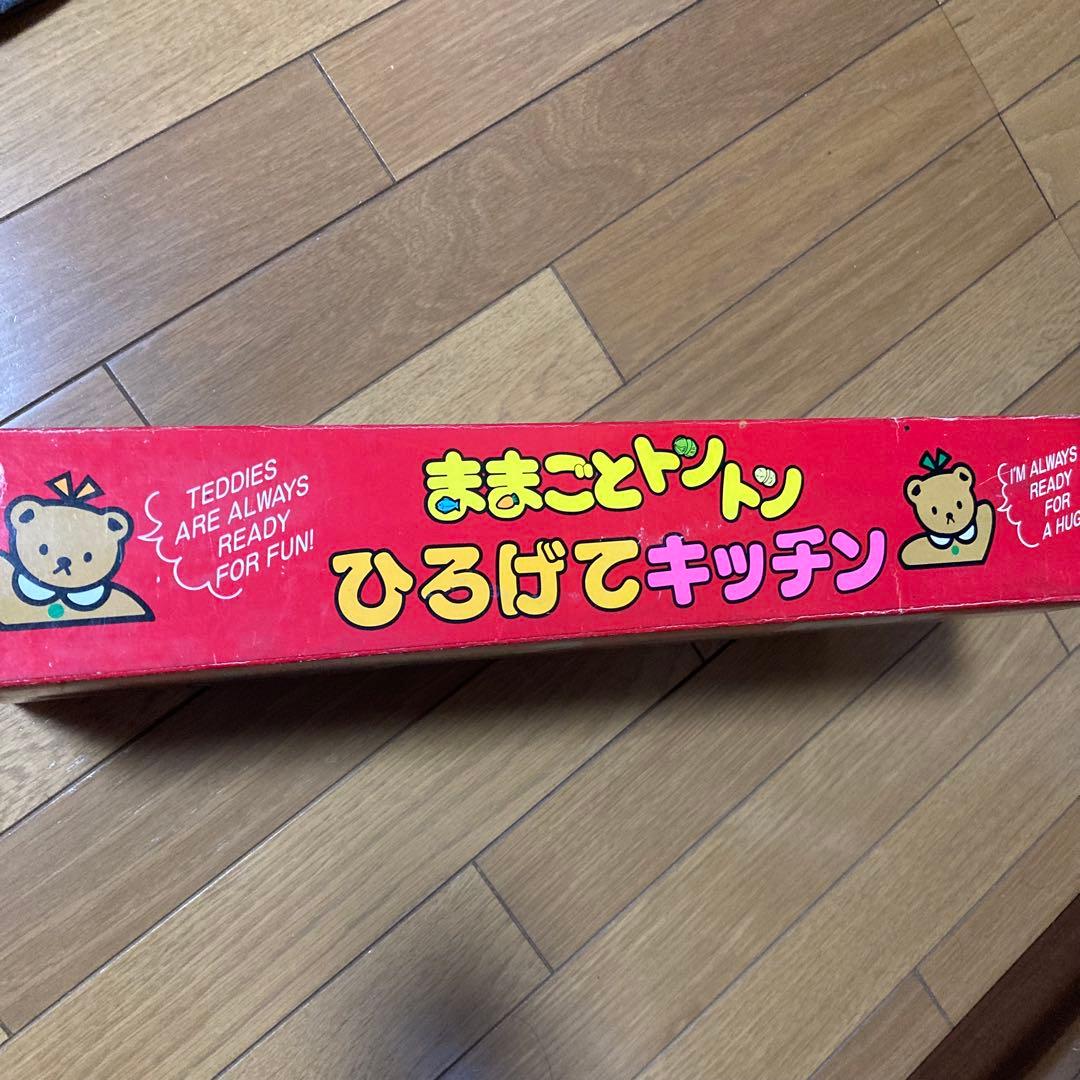 TEDDIES
ARE ALWAYS
READY
FOR FUN!
ままごとトントン
ひろげてキッチン
I'M ALWAYS
READY
FOR
A HUG